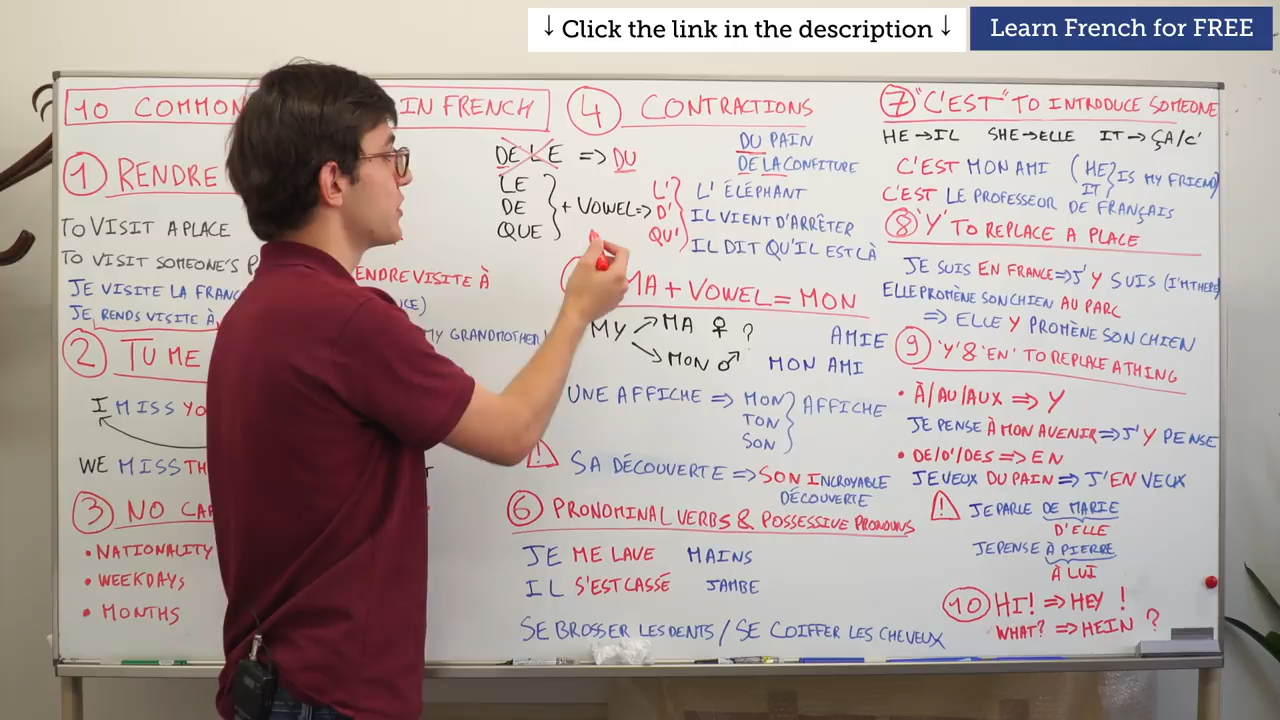 ↓ Click the link in the description ↓
Learn French for FREE
10 COMMON IN FRENCH
1 RENDRE
TO VISIT A PLACE
TO VISIT SOMEONE'S
ENDRE VISITE À
JE VISITE LA FRANC
JE RENDS VISITE À
MY GRANDMOTHER
2 TU ME
I MISS YO
WE MISS TH
3 NO CA
• NATIONALITY
• WEEKDAYS
• MONTHS
4 CONTRACTIONS
DE LE => DU
DU PAIN
DE LA CONFITURE
LE
DE
QUE
+ VOWEL =>
L'
D'
QU'
L' ÉLÉPHANT
IL VIENT D'ARRÊTER
IL DIT QU'IL EST LÀ
MA + VOWEL = MON
MY
MA ♀ ?
MON ♂
AMIE
MON AMI
UNE AFFICHE => MON
TON
SON
AFFICHE
SA DÉCOUVERTE => SON INCROYABLE
DÉCOUVERTE
6 PRONOMINAL VERBS & POSSESSIVE PRONOUNS
JE ME LAVE MAINS
IL S'EST CASSÉ JAMBE
SE BROSSER LES DENTS / SE COIFFER LES CHEVEUX
7 "C'EST" TO INTRODUCE SOMEONE
HE → IL SHE → ELLE IT → ÇA/C'
C'EST MON AMI (HE IS MY FRIEND)
IT
C'EST LE PROFESSEUR DE FRANÇAIS
8 'Y' TO REPLACE A PLACE
JE SUIS EN FRANCE => J'Y SUIS (I'M THERE)
ELLE PROMÈNE SON CHIEN AU PARC
=> ELLE Y PROMÈNE SON CHIEN
9 'Y' & 'EN' TO REPLACE A THING
• À/AU/AUX => Y
JE PENSE À MON AVENIR => J'Y PENSE
• DE/D'/DES => EN
JE VEUX DU PAIN => J'EN VEUX
JE PARLE DE MARIE
D'ELLE
JE PENSE À PIERRE
À LUI
10 HI! => HEY !
WHAT? => HEIN ?